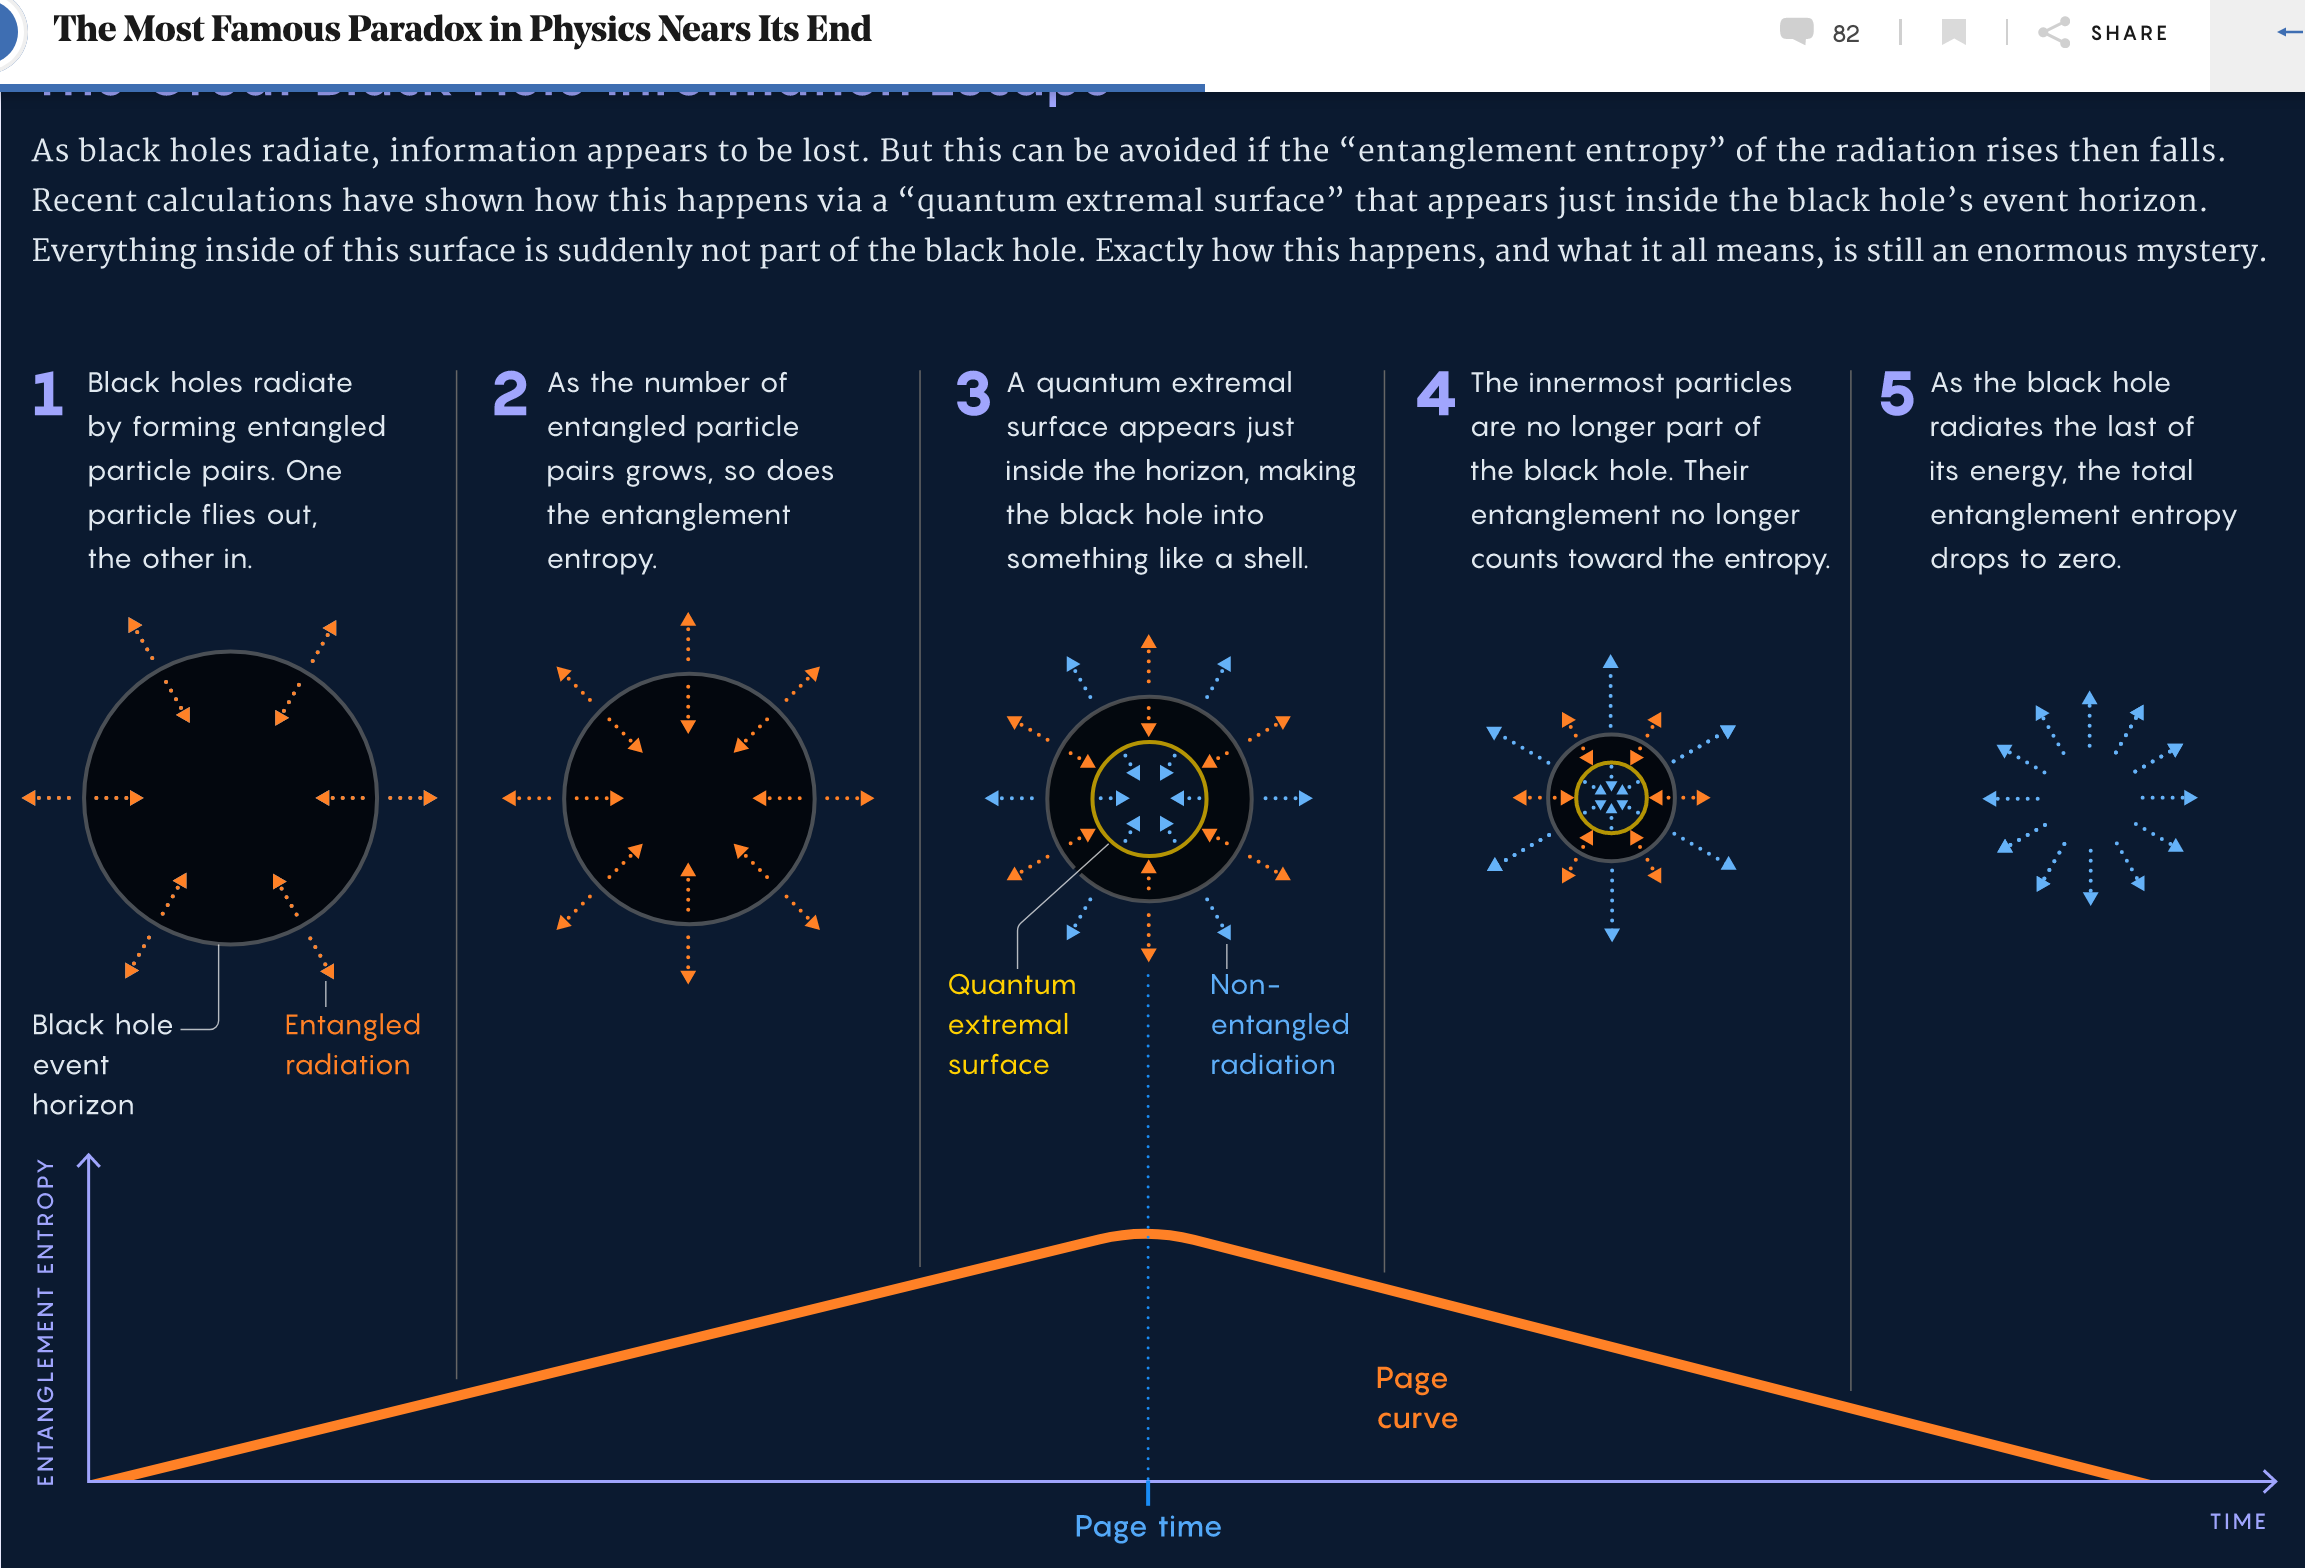 The Most Famous Paradox in Physics Nears Its End
82
SHARE
The Great Black Hole Information Escape
As black holes radiate, information appears to be lost. But this can be avoided if the “entanglement entropy” of the radiation rises then falls.
Recent calculations have shown how this happens via a “quantum extremal surface” that appears just inside the black hole’s event horizon.
Everything inside of this surface is suddenly not part of the black hole. Exactly how this happens, and what it all means, is still an enormous mystery.
1
Black holes radiate
by forming entangled
particle pairs. One
particle flies out,
the other in.
2
As the number of
entangled particle
pairs grows, so does
the entanglement
entropy.
3
A quantum extremal
surface appears just
inside the horizon, making
the black hole into
something like a shell.
4
The innermost particles
are no longer part of
the black hole. Their
entanglement no longer
counts toward the entropy.
5
As the black hole
radiates the last of
its energy, the total
entanglement entropy
drops to zero.
Black hole
event
horizon
Entangled
radiation
Quantum
extremal
surface
Non-
entangled
radiation
ENTANGLEMENT ENTROPY
Page
curve
Page time
TIME